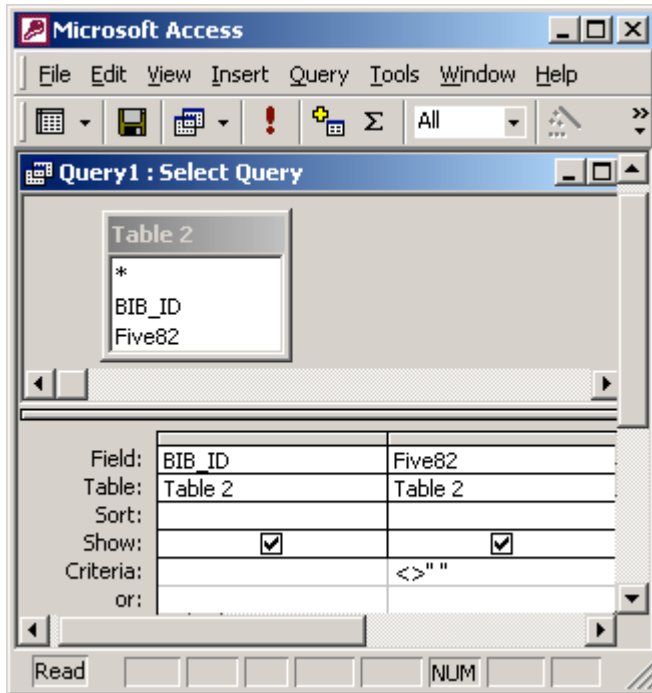 Microsoft Access
File Edit View Insert Query Tools Window Help
All
Query1 : Select Query
Table 2
*
BIB_ID
Five82
Field: BIB_ID Five82
Table: Table 2 Table 2
Sort:
Show:
Criteria: <>" "
or:
Read NUM